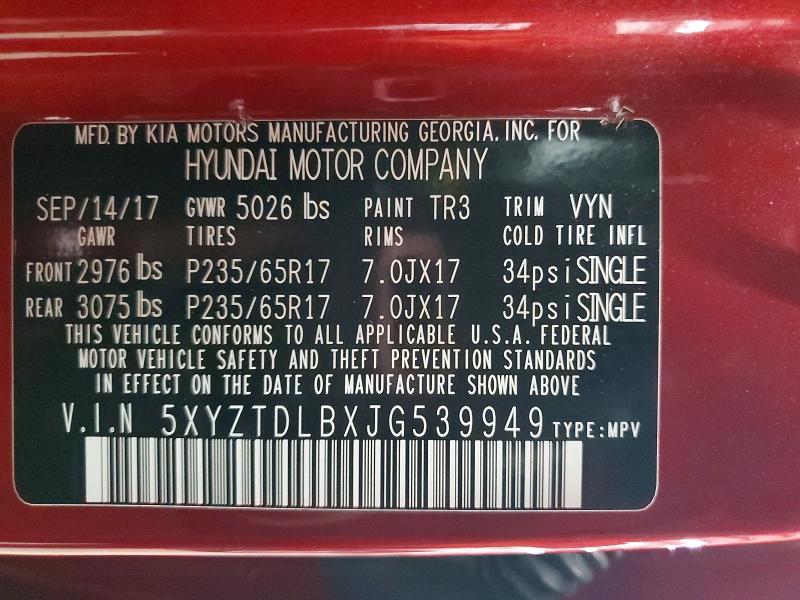 MFD. BY KIA MOTORS MANUFACTURING GEORGIA, INC. FOR
HYUNDAI MOTOR COMPANY
SEP/14/17 GVWR 5026 lbs PAINT TR3 TRIM VYN
GAWR TIRES RIMS COLD TIRE INFL
FRONT 2976 lbs P235/65R17 7.0JX17 34psi SINGLE
REAR 3075 lbs P235/65R17 7.0JX17 34psi SINGLE
THIS VEHICLE CONFORMS TO ALL APPLICABLE U.S.A. FEDERAL
MOTOR VEHICLE SAFETY AND THEFT PREVENTION STANDARDS
IN EFFECT ON THE DATE OF MANUFACTURE SHOWN ABOVE
V.I.N 5XYZTDLBXJG539949 TYPE:MPV